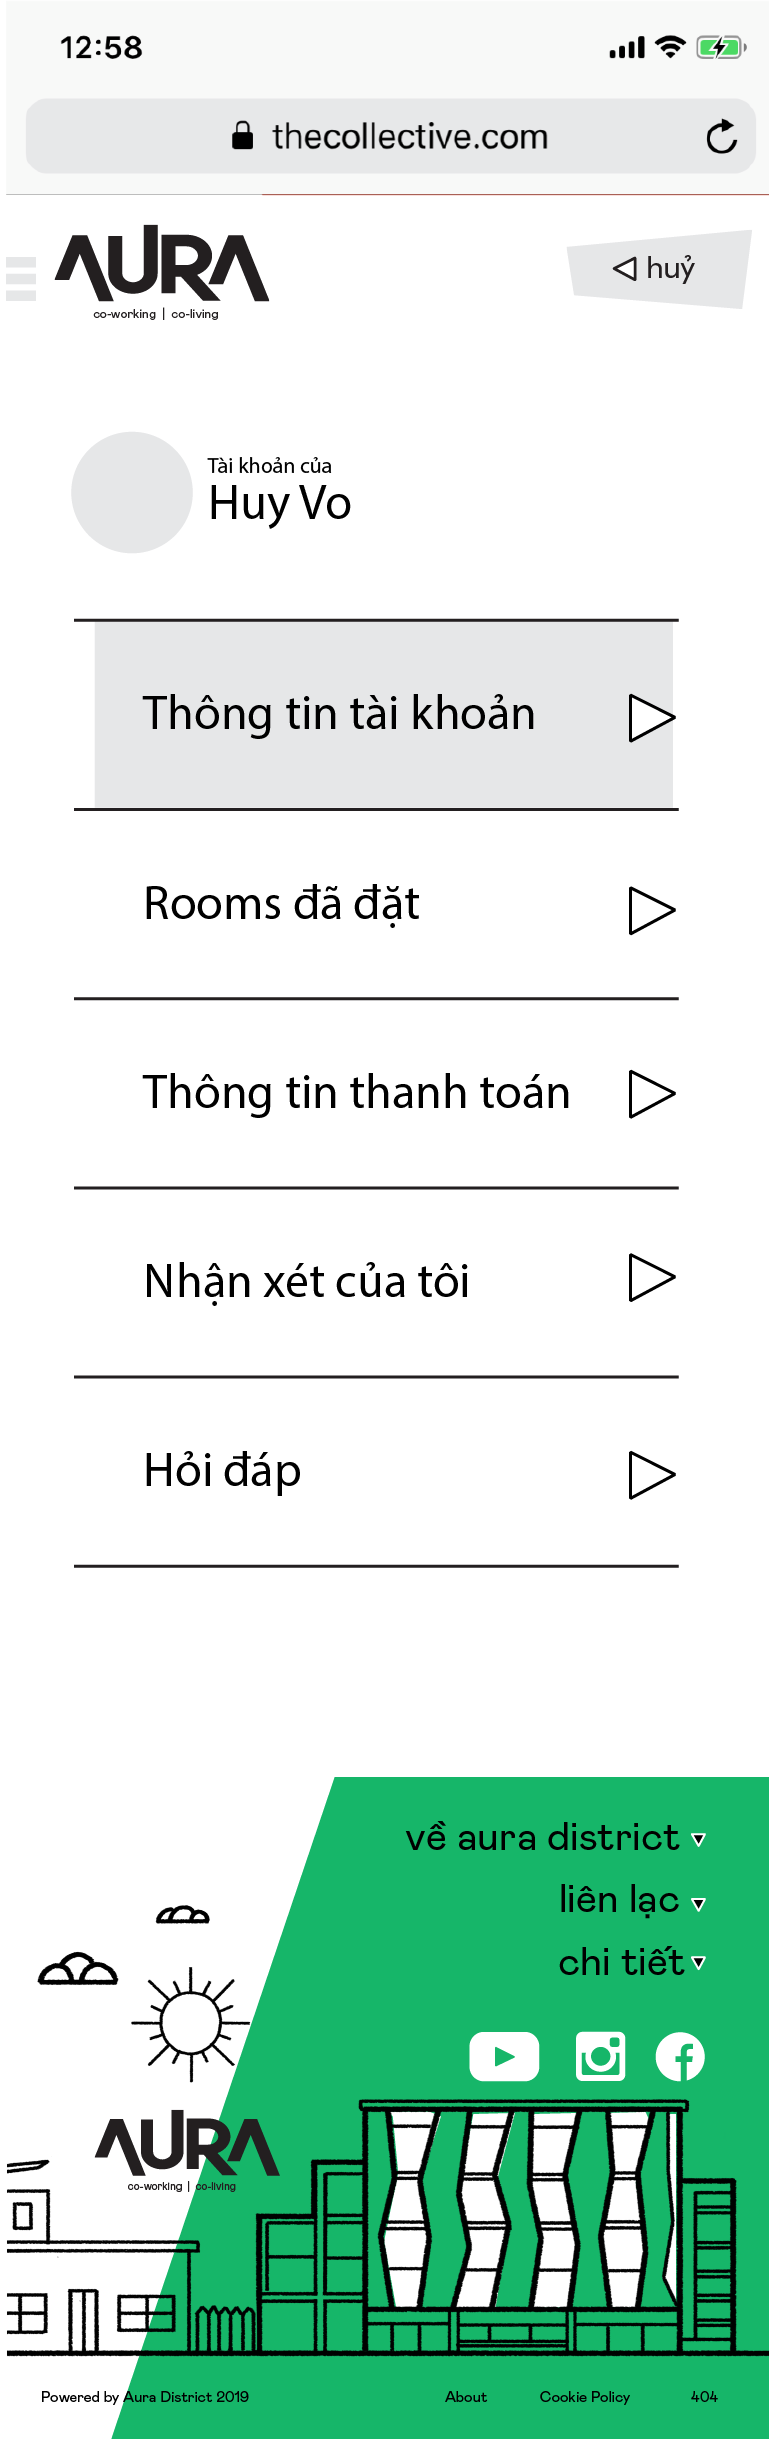 12:58
thecollective.com
AURA
co-working | co-living
huỷ
Tài khoản của
Huy Vo
Thông tin tài khoản
Rooms đã đặt
Thông tin thanh toán
Nhận xét của tôi
Hỏi đáp
về aura district
liên lạc
chi tiết
AURA
co-working | co-living
Powered by Aura District 2019
About
Cookie Policy
404